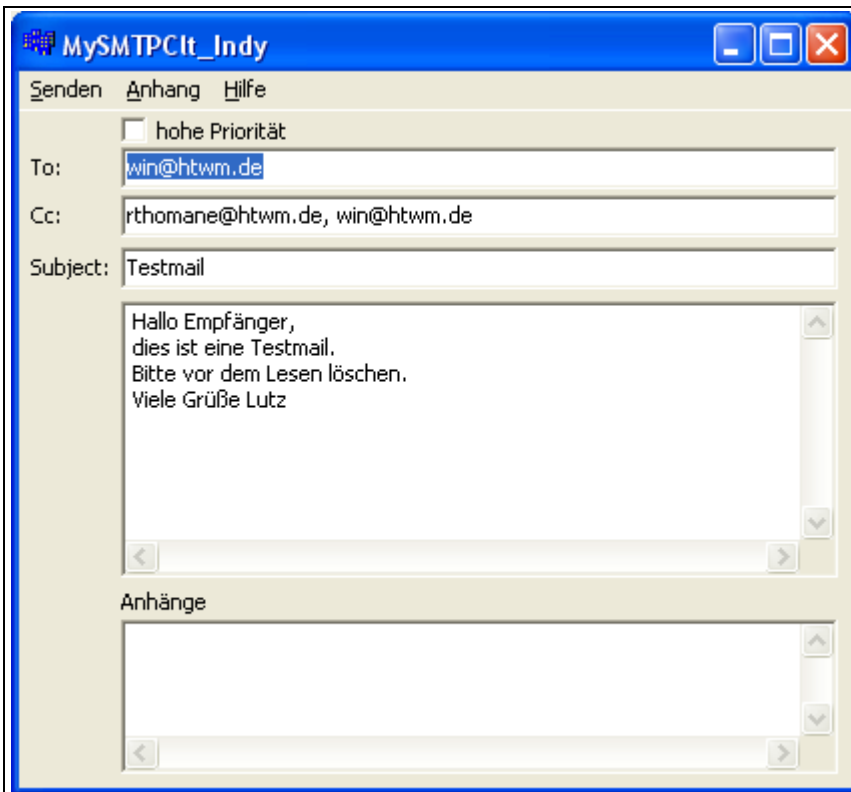 MySMTPClt_Indy
Senden Anhang Hilfe
hohe Priorität
To: win@htwm.de
Cc: rthomane@htwm.de, win@htwm.de
Subject: Testmail
Hallo Empfänger,
dies ist eine Testmail.
Bitte vor dem Lesen löschen.
Viele Grüße Lutz
Anhänge